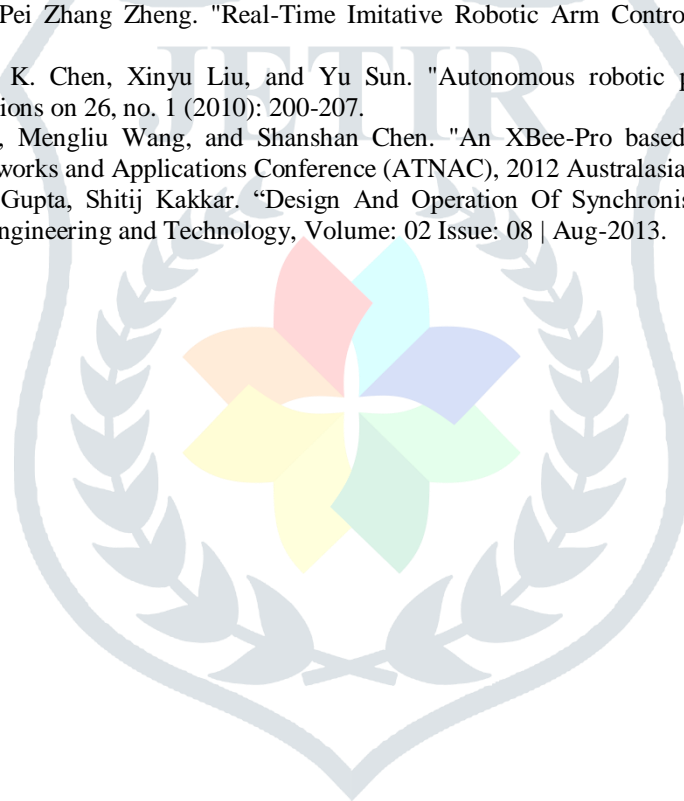 Pei Zhang Zheng. "Real-Time Imitative Robotic Arm Contro
JETIR
K. Chen, Xinyu Liu, and Yu Sun. "Autonomous robotic p
ions on 26, no. 1 (2010): 200-207.
, Mengliu Wang, and Shanshan Chen. "An XBee-Pro based
works and Applications Conference (ATNAC), 2012 Australasia
Gupta, Shitij Kakkar. “Design And Operation Of Synchronis
ngineering and Technology, Volume: 02 Issue: 08 | Aug-2013.